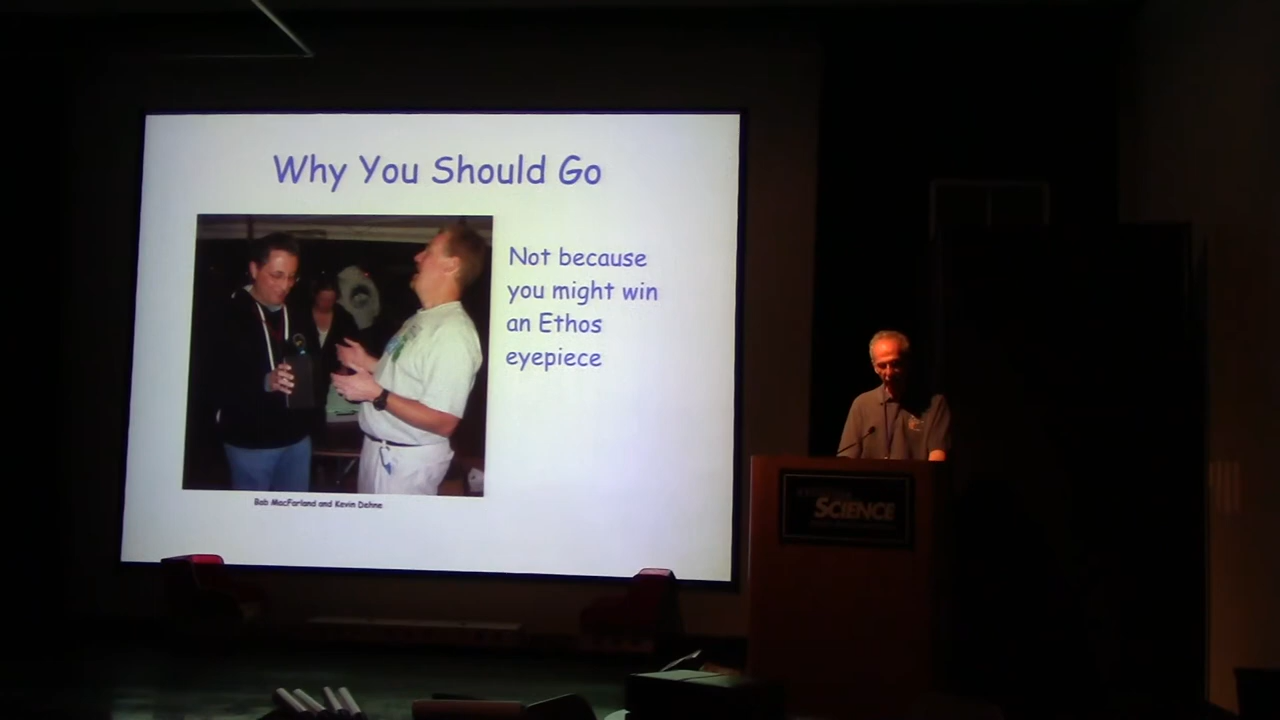 Why You Should Go
Not because
you might win
an Ethos
eyepiece
Bob MacFarland and Kevin Dehne
SCIENCE